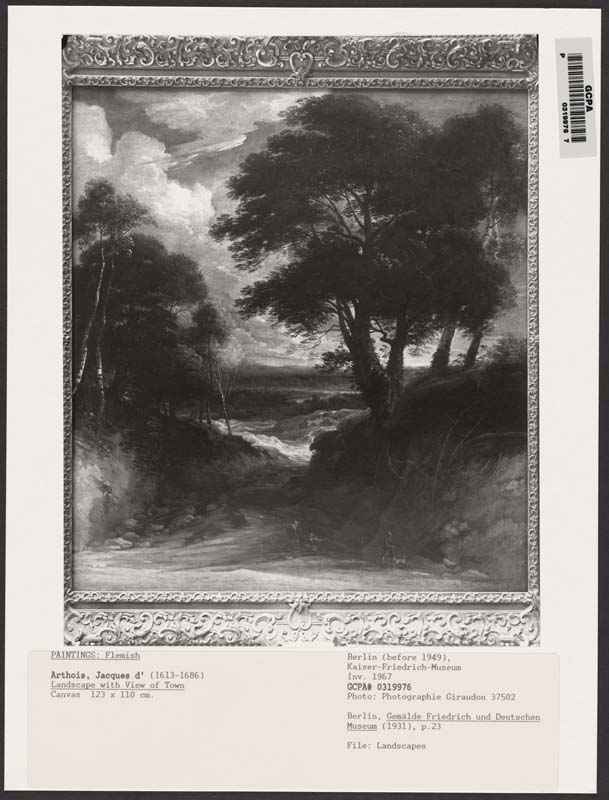 GCPA
P 0319976 7
PAINTINGS: Flemish
Arthois, Jacques d' (1613-1686)
Landscape with View of Town
Canvas 123 x 110 cm.
Berlin (before 1949),
Kaiser-Friedrich-Museum
Inv. 1967
GCPA# 0319976
Photo: Photographie Giraudon 37502
Berlin, Gemälde Friedrich und Deutschen
Museum (1931), p.23
File: Landscapes